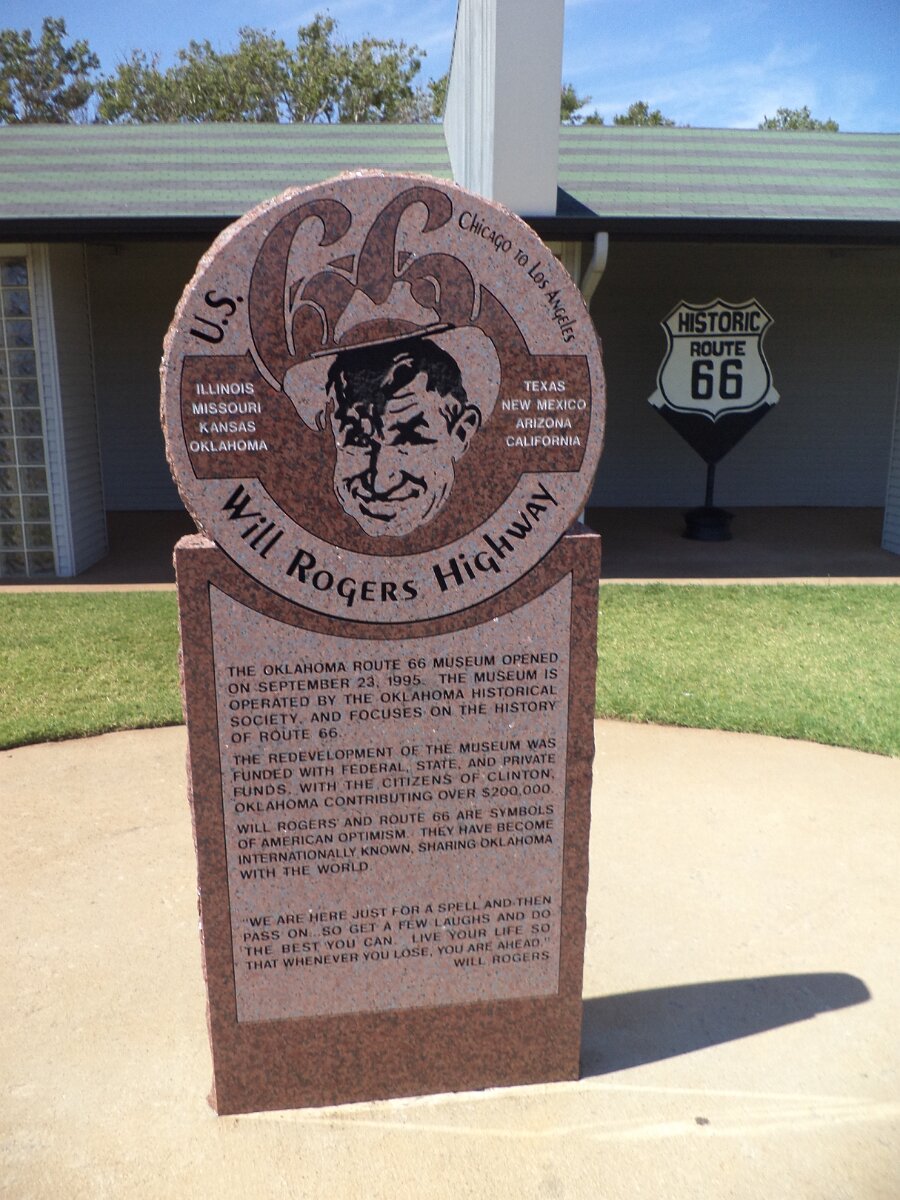 66
Chicago to Los Angeles
U.S.
ILLINOIS
MISSOURI
KANSAS
OKLAHOMA
TEXAS
NEW MEXICO
ARIZONA
CALIFORNIA
Will Rogers Highway
THE OKLAHOMA ROUTE 66 MUSEUM OPENED
ON SEPTEMBER 23, 1995. THE MUSEUM IS
OPERATED BY THE OKLAHOMA HISTORICAL
SOCIETY, AND FOCUSES ON THE HISTORY
OF ROUTE 66.
THE REDEVELOPMENT OF THE MUSEUM WAS
FUNDED WITH FEDERAL, STATE, AND PRIVATE
FUNDS, WITH THE CITIZENS OF CLINTON,
OKLAHOMA CONTRIBUTING OVER $200,000.
WILL ROGERS AND ROUTE 66 ARE SYMBOLS
OF AMERICAN OPTIMISM. THEY HAVE BECOME
INTERNATIONALLY KNOWN, SHARING OKLAHOMA
WITH THE WORLD.
"WE ARE HERE JUST FOR A SPELL AND THEN
PASS ON...SO GET A FEW LAUGHS AND DO
THE BEST YOU CAN. LIVE YOUR LIFE SO
THAT WHENEVER YOU LOSE, YOU ARE AHEAD."
WILL ROGERS
HISTORIC
ROUTE
66